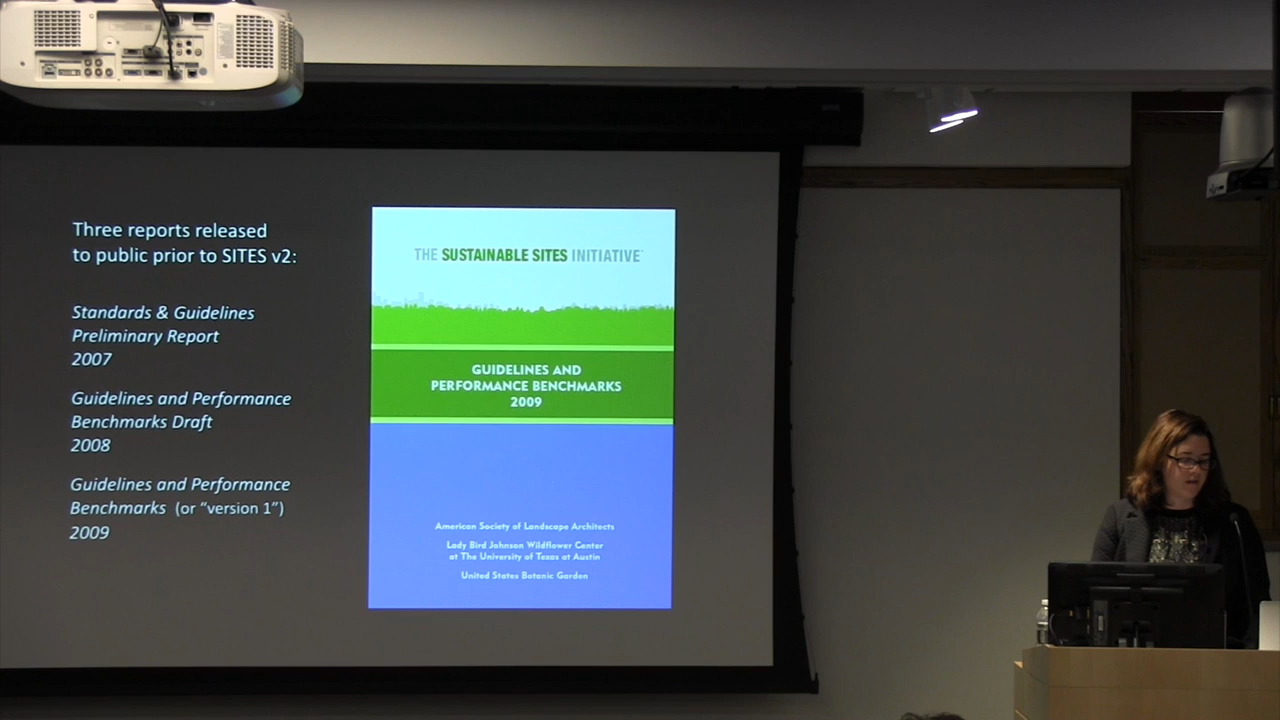 Three reports released
to public prior to SITES v2:
Standards & Guidelines
Preliminary Report
2007
Guidelines and Performance
Benchmarks Draft
2008
Guidelines and Performance
Benchmarks (or “version 1”)
2009
THE SUSTAINABLE SITES INITIATIVE
GUIDELINES AND
PERFORMANCE BENCHMARKS
2009
American Society of Landscape Architects
Lady Bird Johnson Wildflower Center
at The University of Texas at Austin
United States Botanic Garden